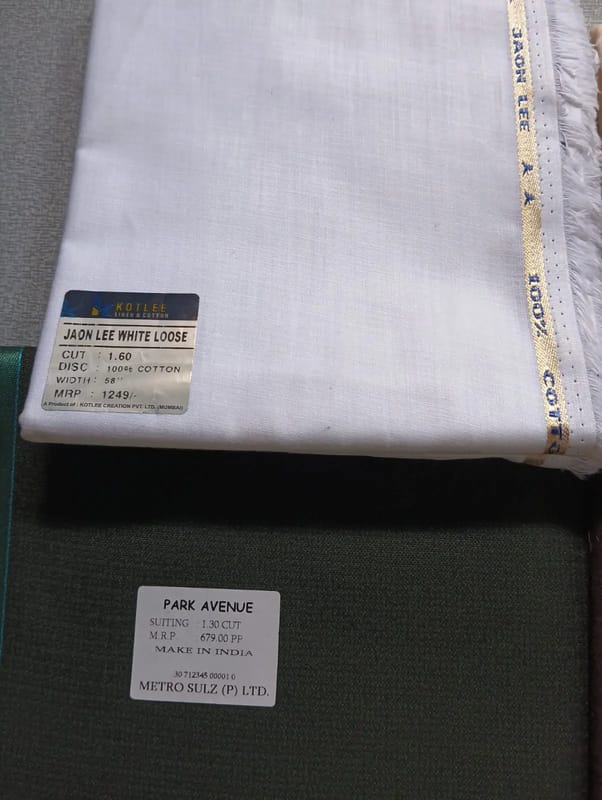 JAON LEE 100% COTTO
KOTLEE
LINEN & COTTON
JAON LEE WHITE LOOSE
CUT : 1.60
DISC : 100% COTTON
WIDTH : 58"
MRP : 1249/-
A Product of : KOTLEE CREATION PVT. LTD. (MUMBAI)
PARK AVENUE
SUITING : 1.30 CUT
M.R.P 679.00 PP
MAKE IN INDIA
30 712345 00001 0
METRO SULZ (P) LTD.